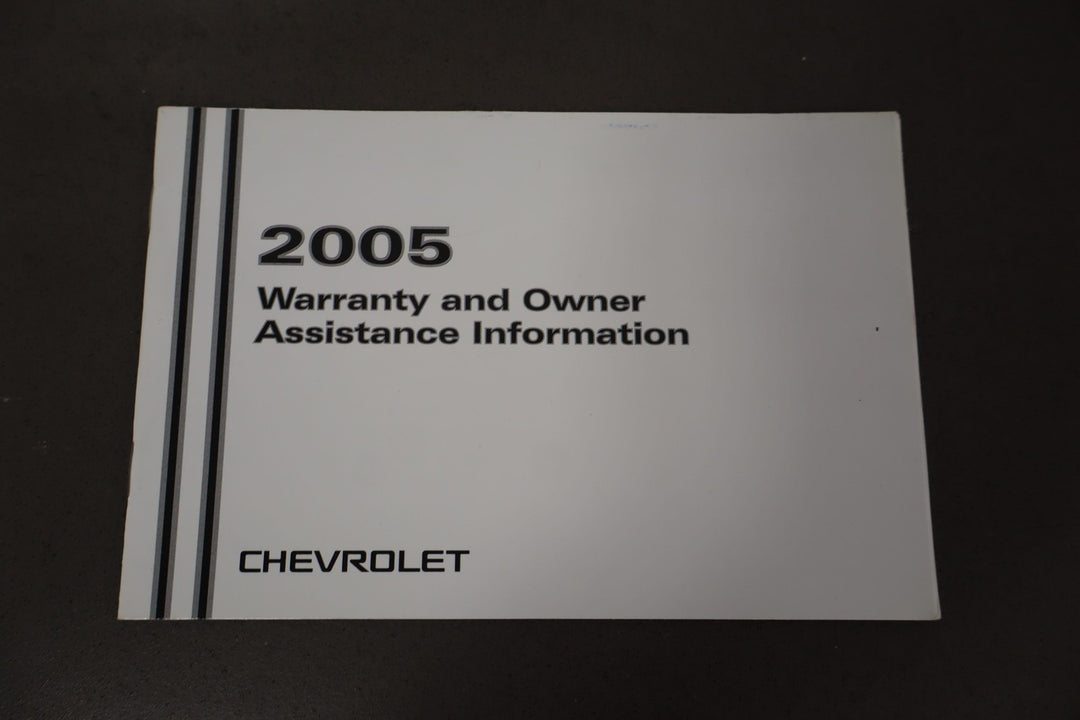 2005
Warranty and Owner
Assistance Information
CHEVROLET